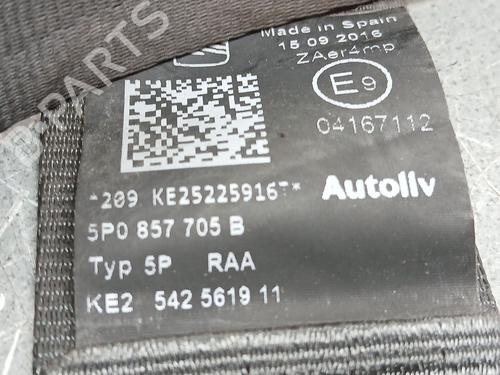 Made in Spain
15 09 2016
ZAer4mp
E9
04167112
*209 KE25225916T*
Autoliv
5P0 857 705 B
Typ 5P RAA
KE2 542 5619 11